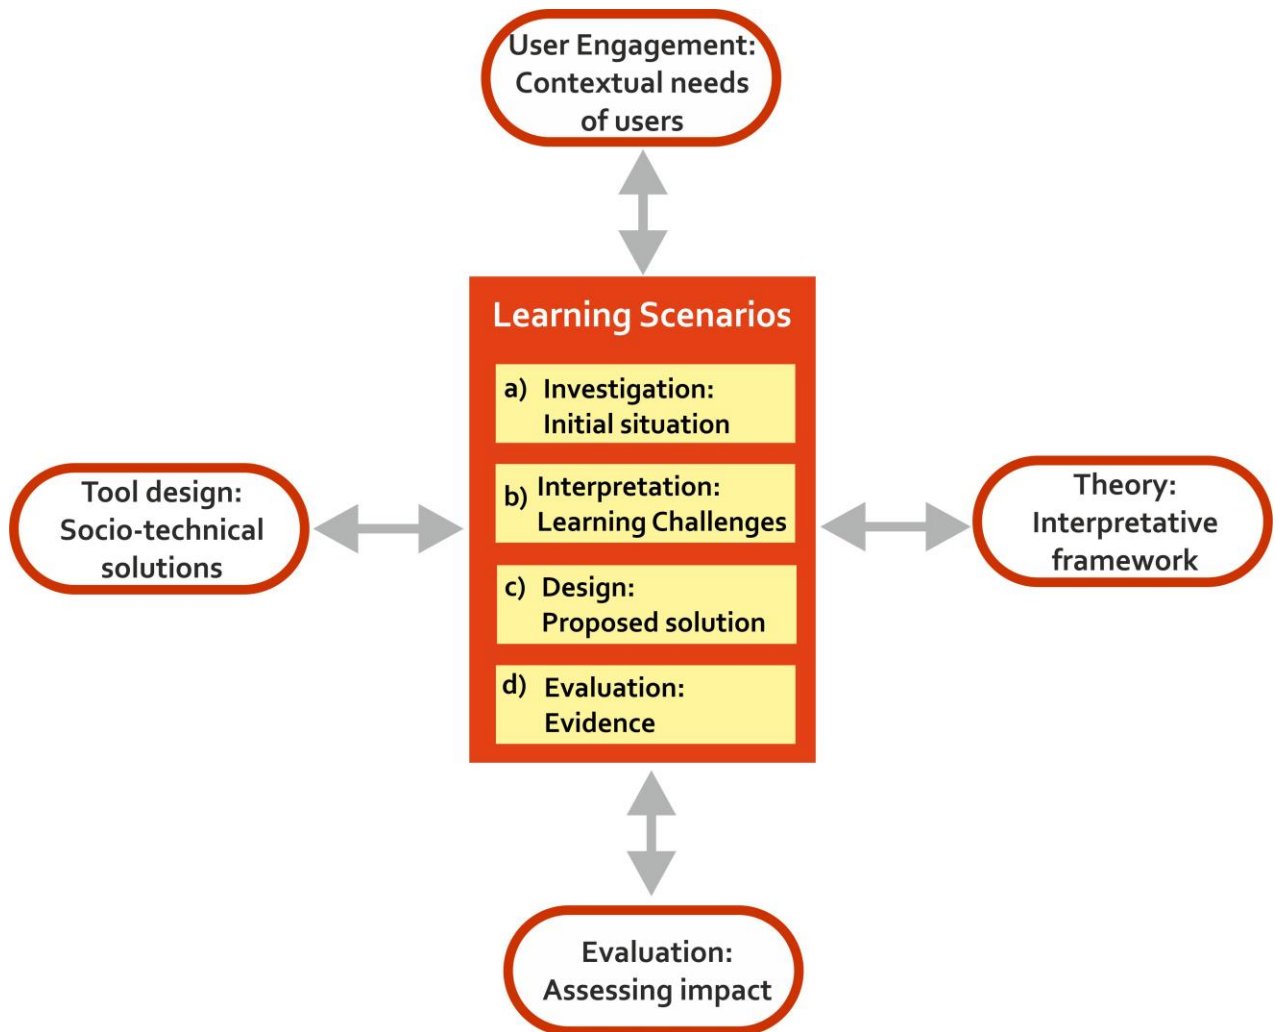 User Engagement:
Contextual needs
of users
Learning Scenarios
a) Investigation:
Initial situation
b) Interpretation:
Learning Challenges
c) Design:
Proposed solution
d) Evaluation:
Evidence
Tool design:
Socio-technical
solutions
Theory:
Interpretative
framework
Evaluation:
Assessing impact